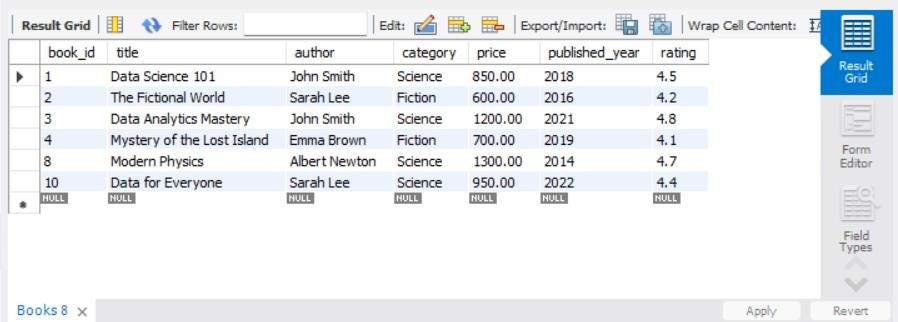 Result Grid Filter Rows: Edit: Export/Import: Wrap Cell Content:
book_id title author category price published_year rating
1 Data Science 101 John Smith Science 850.00 2018 4.5
2 The Fictional World Sarah Lee Fiction 600.00 2016 4.2
3 Data Analytics Mastery John Smith Science 1200.00 2021 4.8
4 Mystery of the Lost Island Emma Brown Fiction 700.00 2019 4.1
8 Modern Physics Albert Newton Science 1300.00 2014 4.7
10 Data for Everyone Sarah Lee Science 950.00 2022 4.4
NULL NULL NULL NULL NULL NULL NULL
Result
Grid
Form
Editor
Field
Types
Books 8 Apply Revert